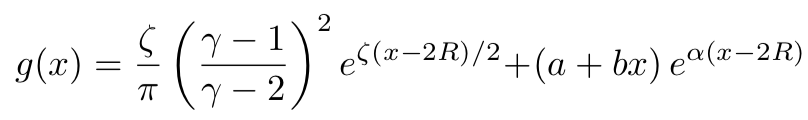 g(x) = \frac{\zeta}{\pi} \left( \frac{\gamma - 1}{\gamma - 2} \right)^2 e^{\zeta(x-2R)/2} + (a + bx) e^{\alpha(x-2R)}